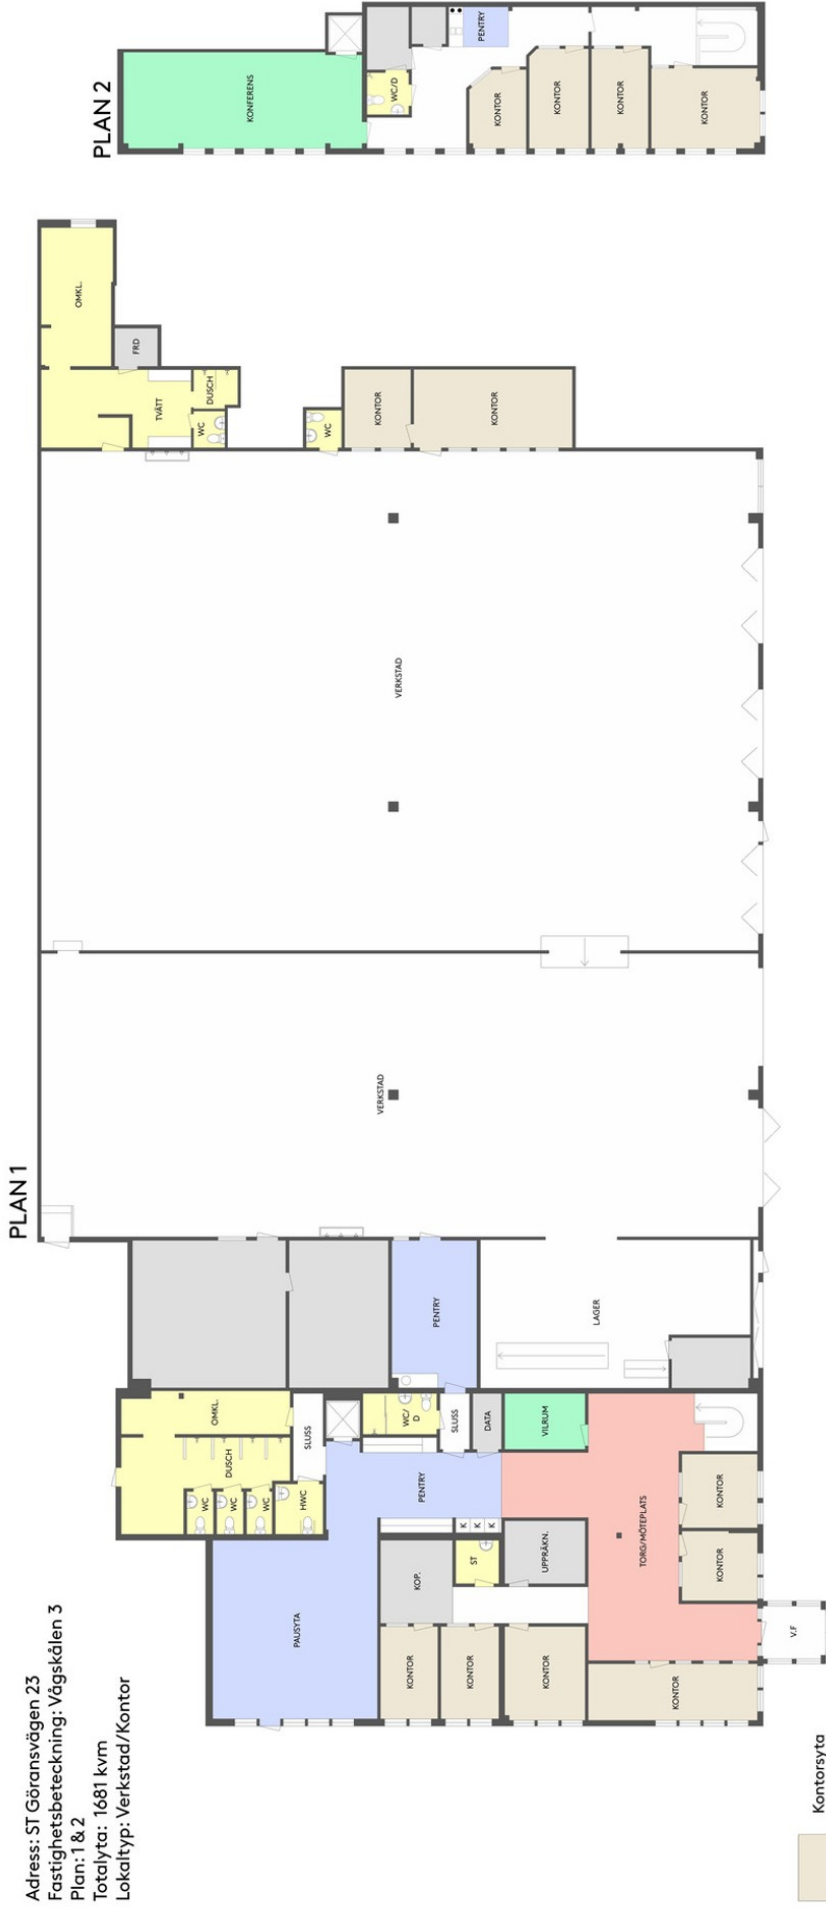 Adress: ST Göransvägen 23
Fastighetsbeteckning: Vågskålen 3
Plan: 1 & 2
Totalyta: 1681 kvm
Lokaltyp: Verkstad/Kontor
PLAN 1
PLAN 2
PAUSYTA
WC
WC
WC
HWC
DUSCH
OMKL.
SLUSS
KONTOR
KONTOR
KONTOR
KONTOR
KOP.
ST
K
K
K
PENTRY
WC/
D
SLUSS
DATA
UPPRÄKN.
VILRUM
TORG/MÖTEPLATS
KONTOR
KONTOR
V.F
PENTRY
LAGER
VERKSTAD
VERKSTAD
OMKL.
FRD
TVÄTT
DUSCH
WC
WC
KONTOR
KONTOR
KONFERENS
WC/D
PENTRY
KONTOR
KONTOR
KONTOR
KONTOR
Kontorsyta